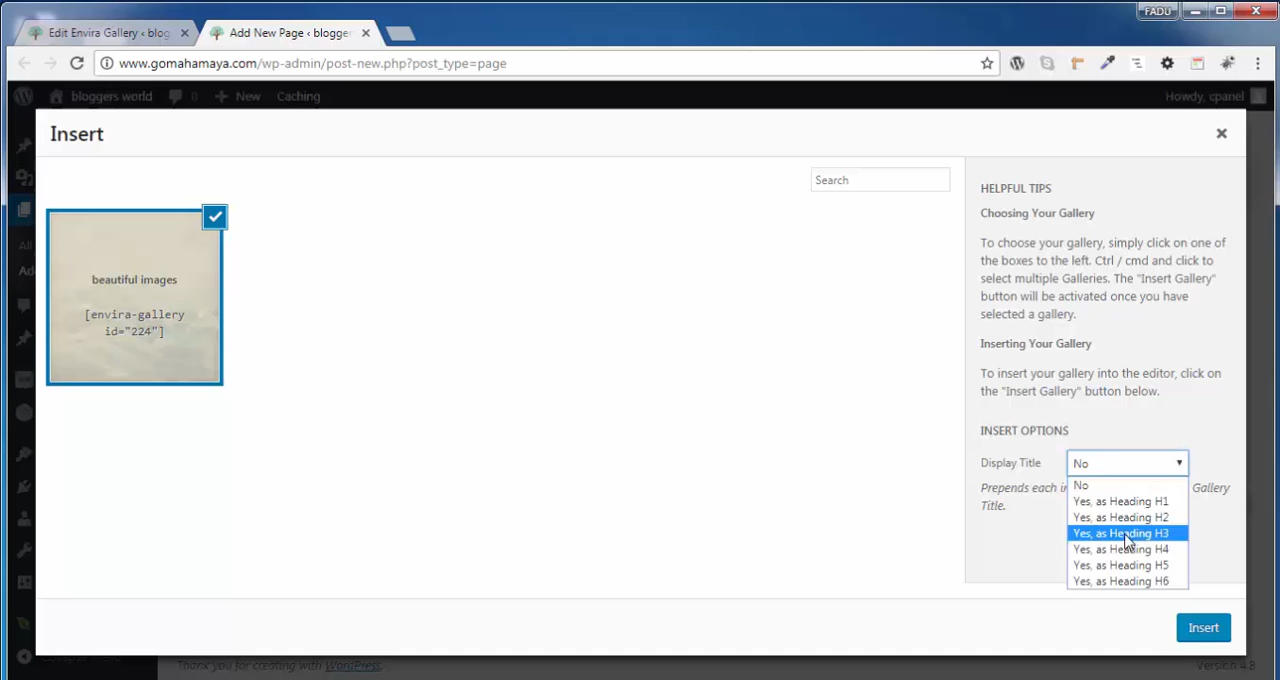 FADU
Edit Envira Gallery ‹ blog
Add New Page ‹ blogge
www.gomahamaya.com/wp-admin/post-new.php?post_type=page
bloggers world 0 New Caching Howdy, cpanel
Insert
Search
beautiful images
[envira-gallery
id="224"]
HELPFUL TIPS
Choosing Your Gallery
To choose your gallery, simply click on one of
the boxes to the left. Ctrl / cmd and click to
select multiple Galleries. The "Insert Gallery"
button will be activated once you have
selected a gallery.
Inserting Your Gallery
To insert your gallery into the editor, click on
the "Insert Gallery" button below.
INSERT OPTIONS
Display Title No
No
Yes, as Heading H1
Prepends each Gallery
Title.
Yes, as Heading H2
Yes, as Heading H3
Yes, as Heading H4
Yes, as Heading H5
Yes, as Heading H6
Insert
All
Ad
Thank you for creating with WordPress.
Version 4.8